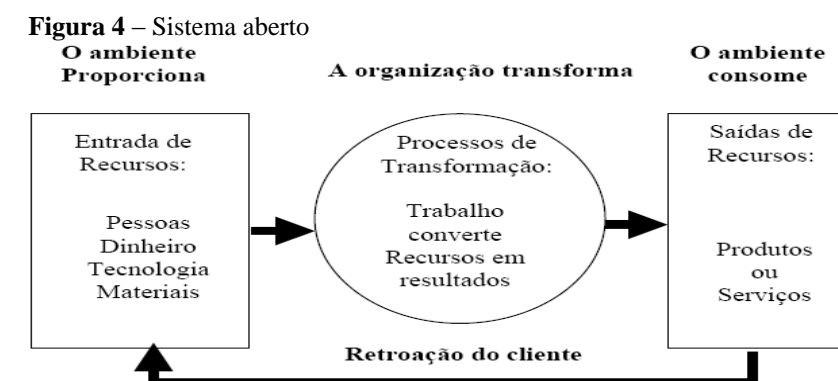 Figura 4 – Sistema aberto
O ambiente
Proporciona
A organização transforma
O ambiente
consome
Entrada de
Recursos:
Pessoas
Dinheiro
Tecnologia
Materiais
Processos de
Transformação:
Trabalho
converte
Recursos em
resultados
Saídas de
Recursos:
Produtos
ou
Serviços
Retroação do cliente